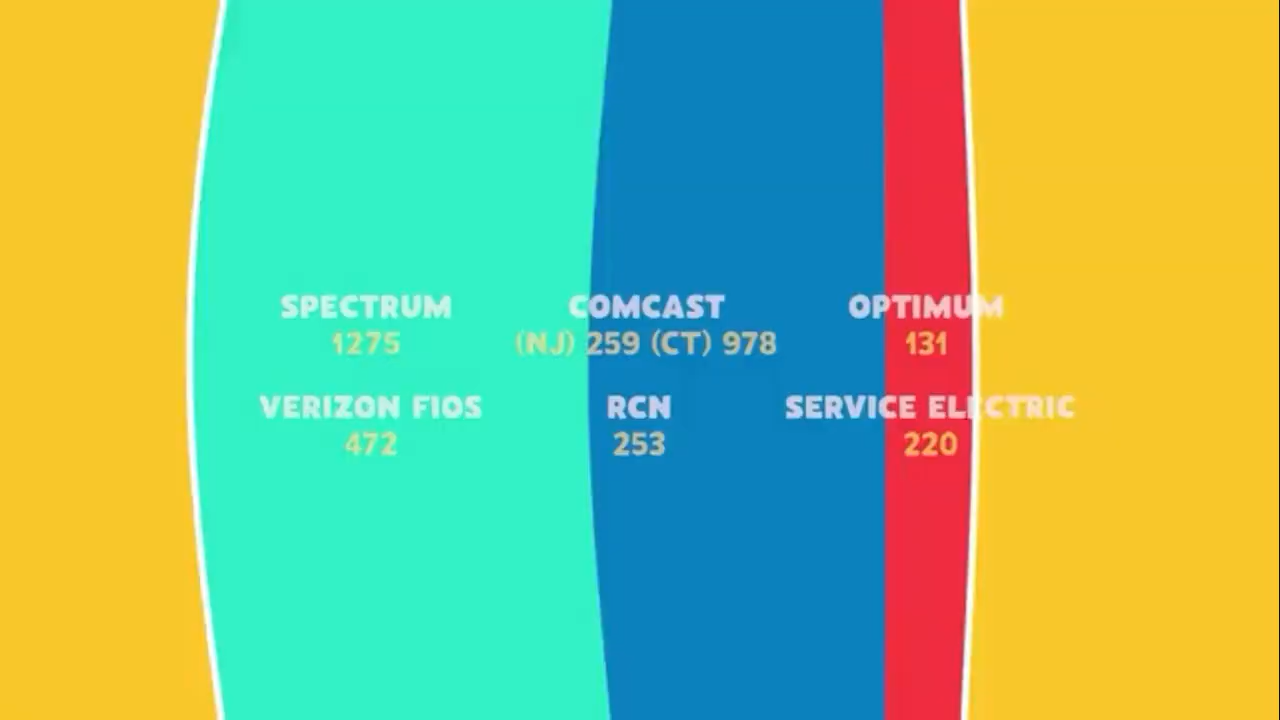 SPECTRUM COMCAST OPTIMUM
1275 (NJ) 259 (CT) 978 131
VERIZON FIOS RCN SERVICE ELECTRIC
472 253 220